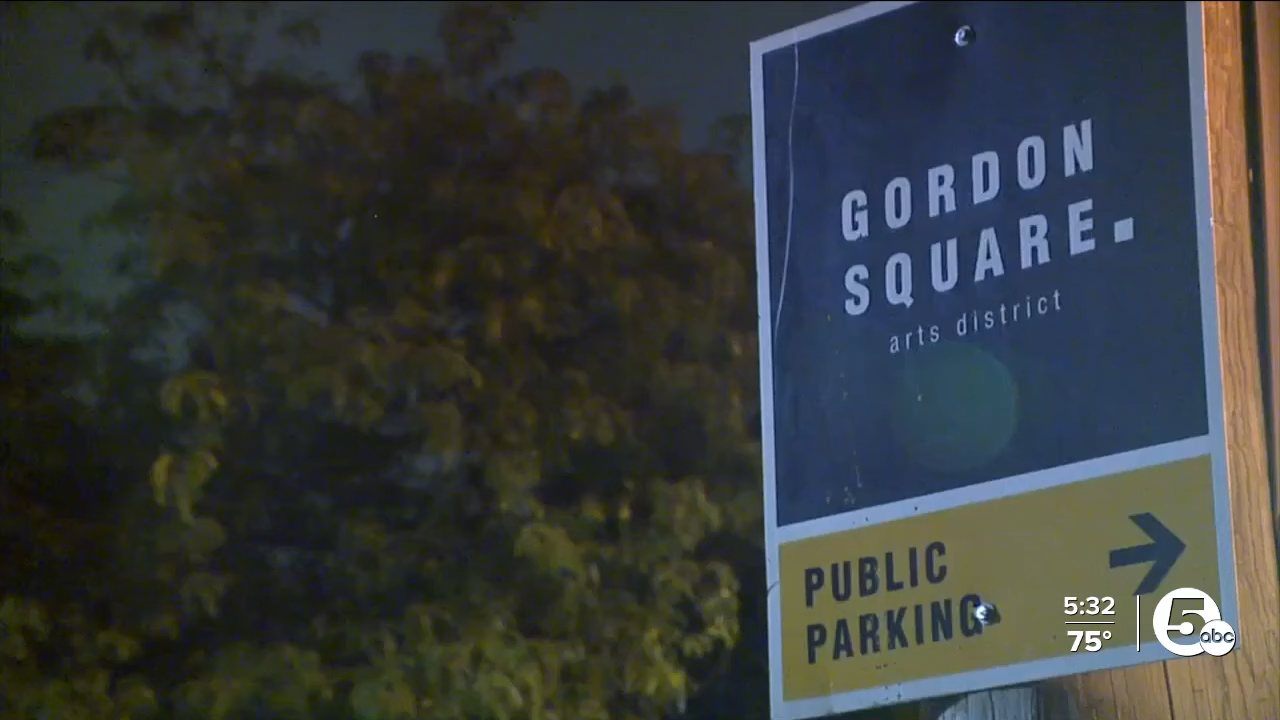 GORDON
SQUARE.
arts district
PUBLIC
PARKING
5:32
75°
5
abc